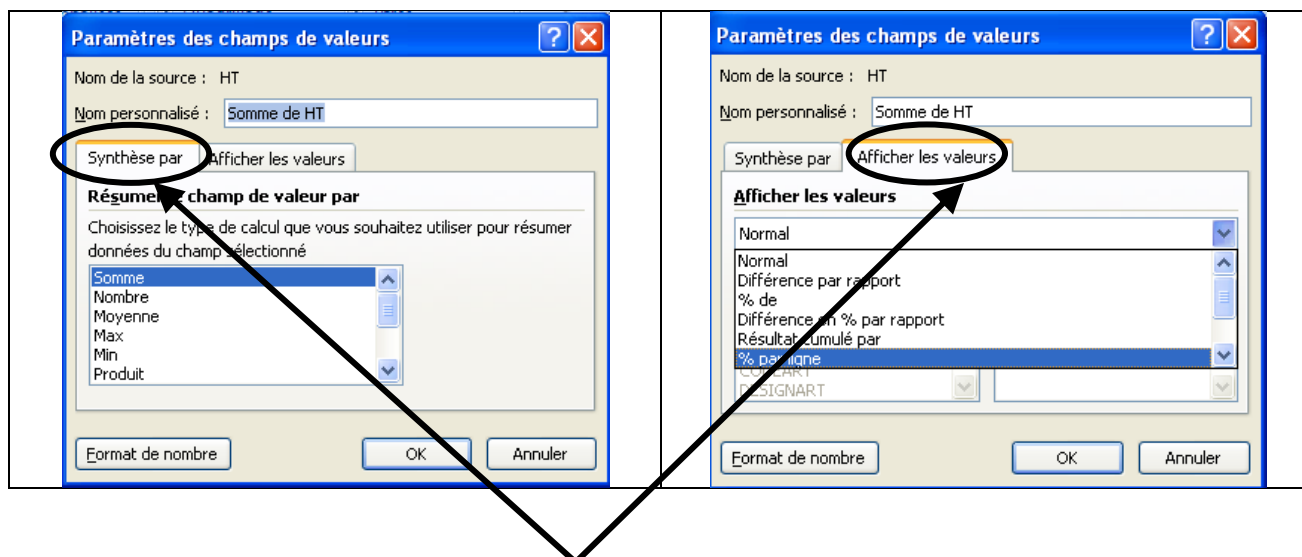 Paramètres des champs de valeurs
Nom de la source : HT
Nom personnalisé : Somme de HT
Synthèse par Afficher les valeurs
Résumer champ de valeur par
Choisissez le type de calcul que vous souhaitez utiliser pour résumer
données du champ sélectionné
Somme
Nombre
Moyenne
Max
Min
Produit
Format de nombre OK Annuler
Paramètres des champs de valeurs
Nom de la source : HT
Nom personnalisé : Somme de HT
Synthèse par Afficher les valeurs
Afficher les valeurs
Normal
Normal
Différence par rapport
% de
Différence en % par rapport
Résultat cumulé par
% par ligne
DESIGNART
Format de nombre OK Annuler